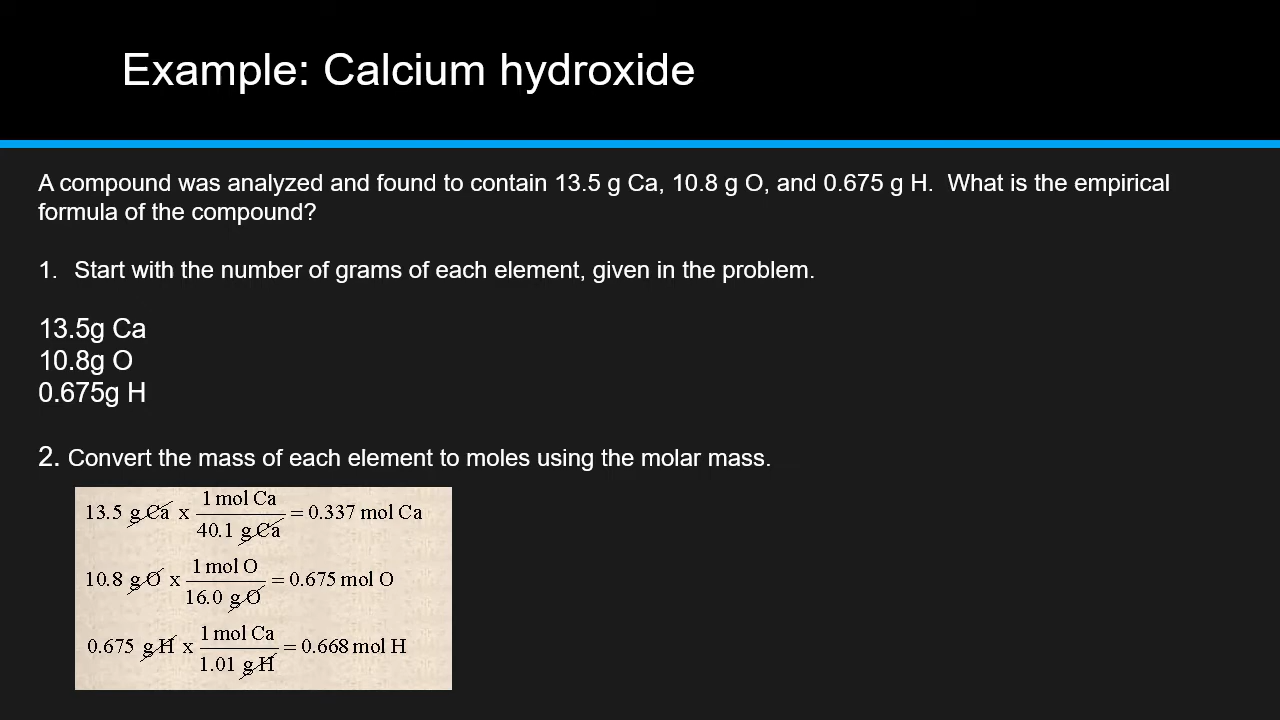 Example: Calcium hydroxide
A compound was analyzed and found to contain 13.5 g Ca, 10.8 g O, and 0.675 g H. What is the empirical
formula of the compound?
1. Start with the number of grams of each element, given in the problem.
13.5g Ca
10.8g O
0.675g H
2. Convert the mass of each element to moles using the molar mass.
13.5 g Ca x 1 mol Ca / 40.1 g Ca = 0.337 mol Ca
10.8 g O x 1 mol O / 16.0 g O = 0.675 mol O
0.675 g H x 1 mol Ca / 1.01 g H = 0.668 mol H